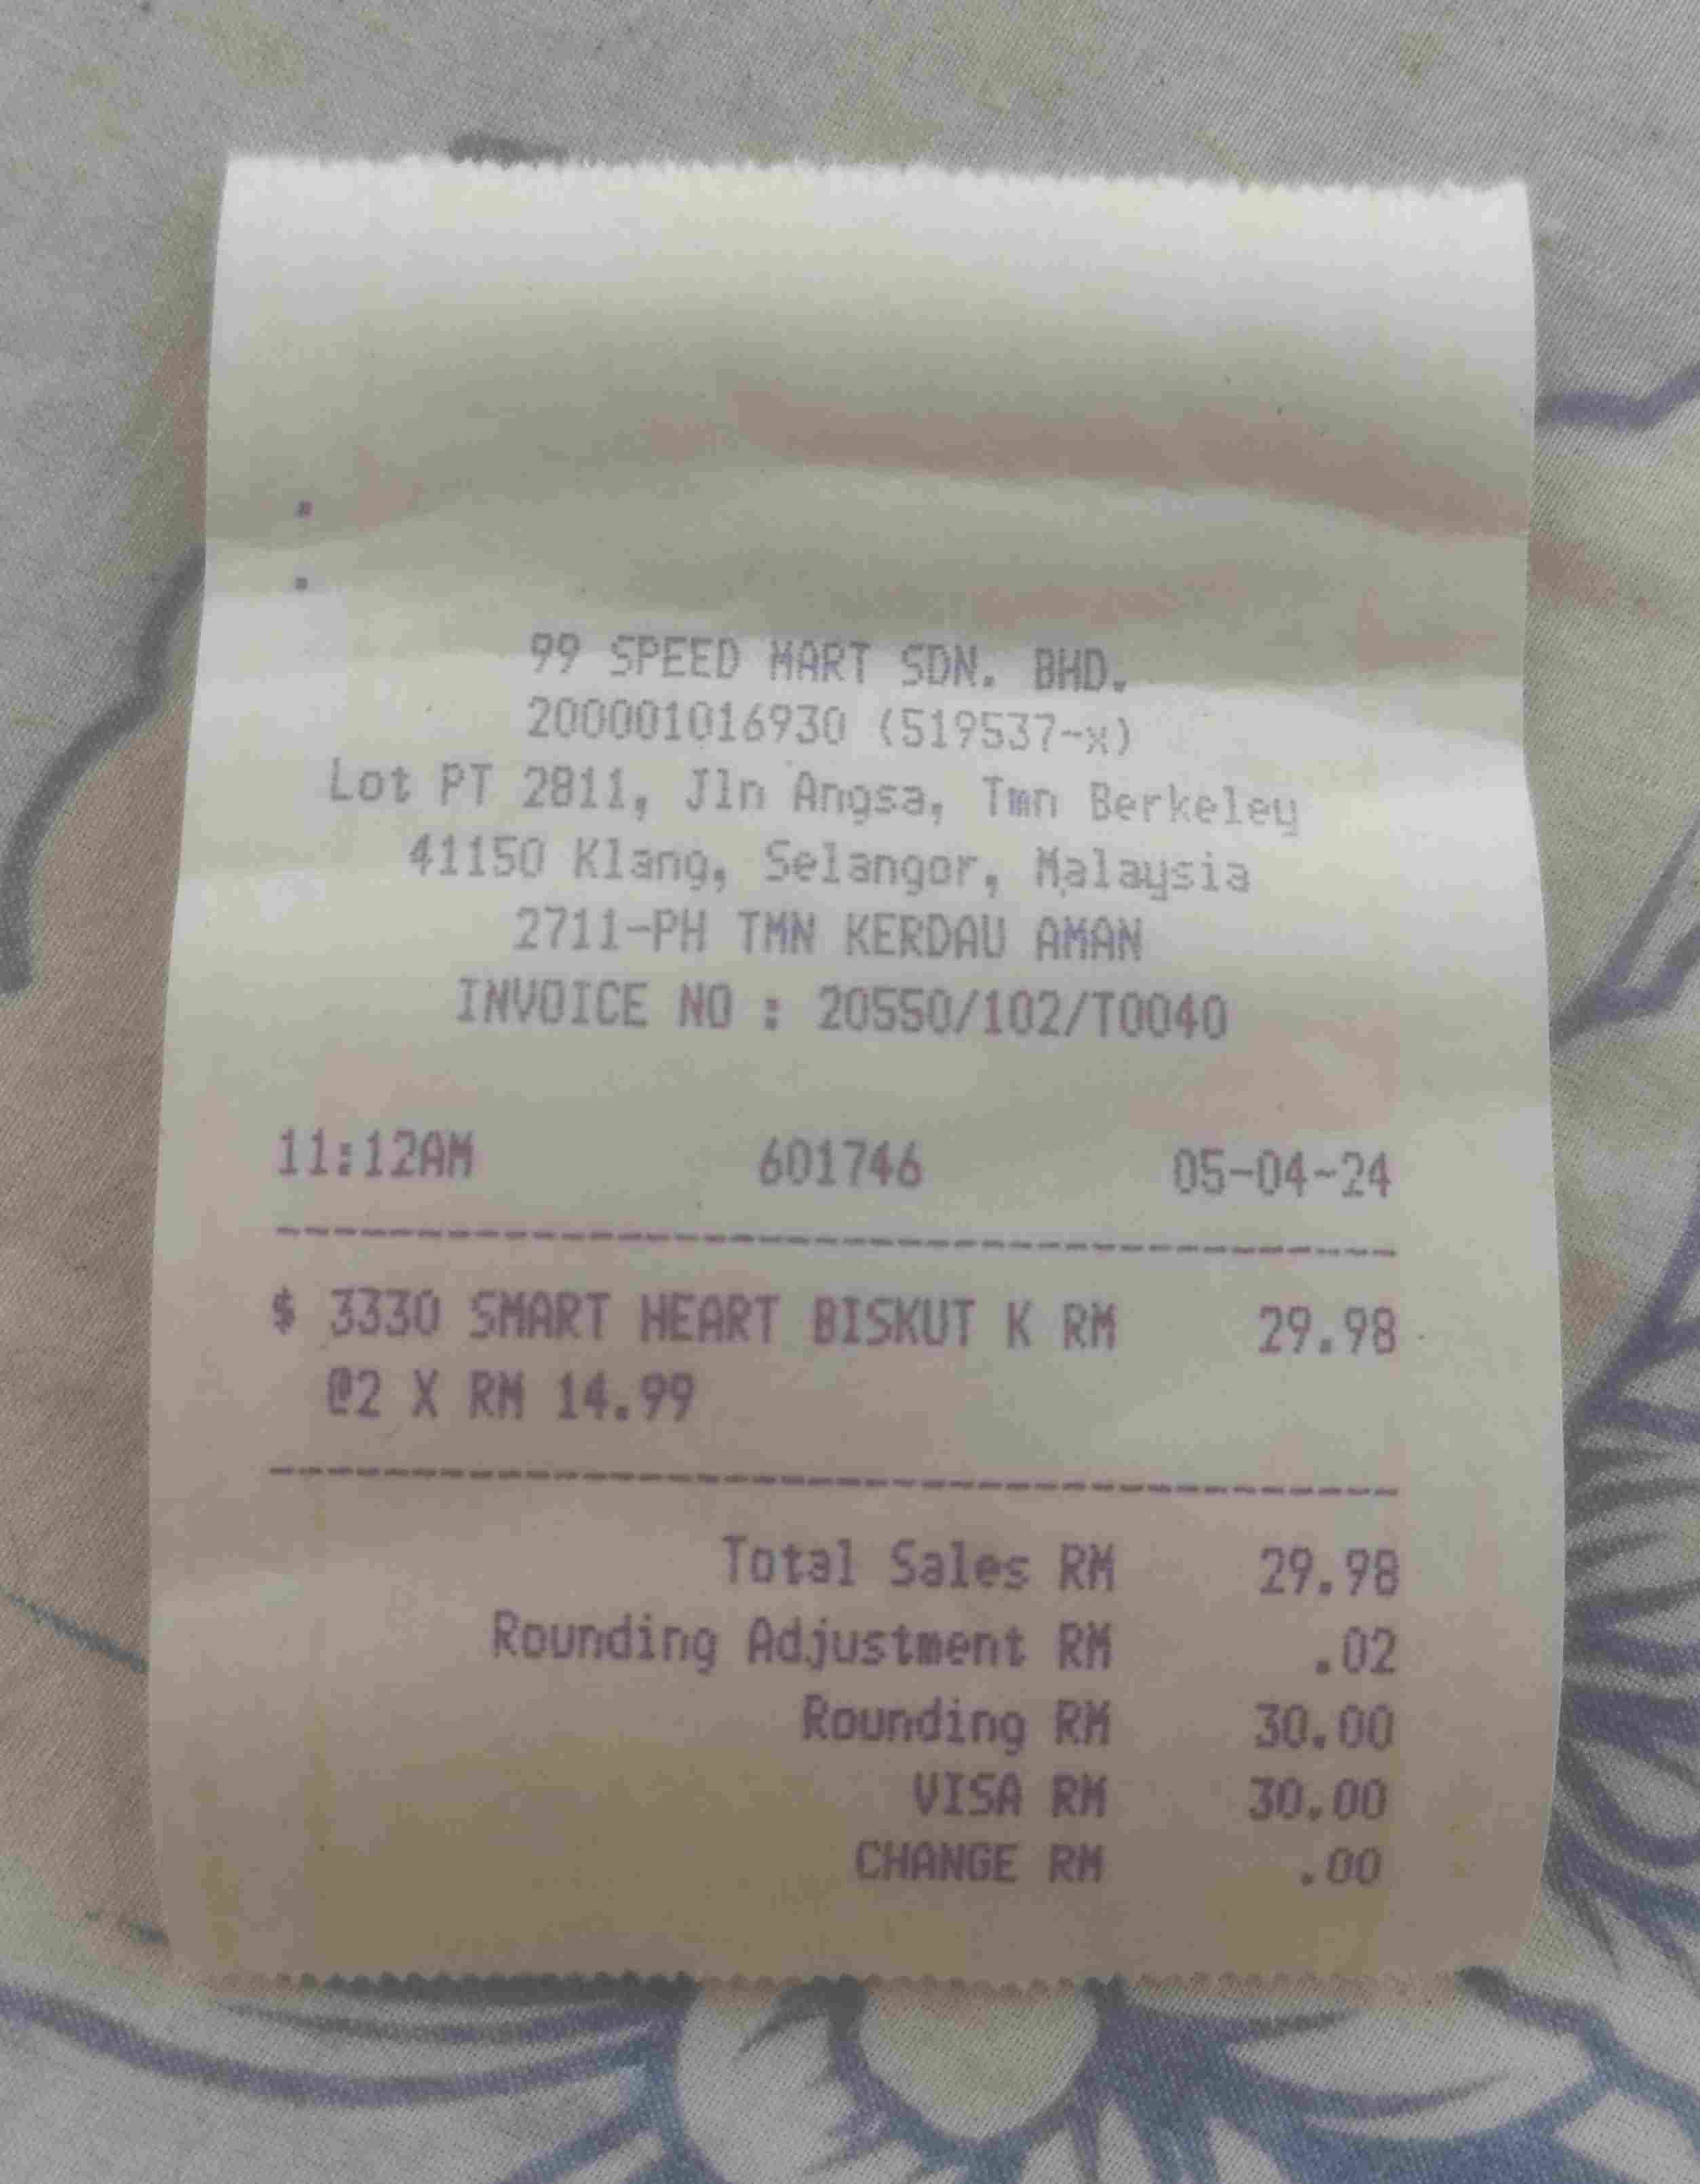 99 SPEED MART SDN. BHD.
200001016930 (519537-x)
Lot PT 2811, Jln Angsa, Tmn Berkeley
41150 Klang, Selangor, Malaysia
2711-PH TMN KERDAU AMAN
INVOICE NO : 20550/102/T0040
11:12AM 601746 05-04-24
$ 3330 SMART HEART BISKUT K RM 29.98
@2 X RM 14.99
Total Sales RM 29.98
Rounding Adjustment RM .02
Rounding RM 30.00
VISA RM 30.00
CHANGE RM .00